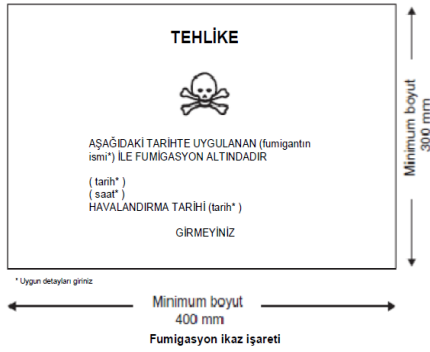 TEHLİKE
AŞAĞIDAKİ TARİHTE UYGULANAN (fumigantın
ismi*) İLE FUMİGASYON ALTINDADIR
( tarih* )
( saat* )
HAVALANDIRMA TARİHİ (tarih* )
GİRMEYİNİZ
Minimum boyut
300 mm
* Uygun detayları giriniz
Minimum boyut
400 mm
Fumigasyon ikaz işareti